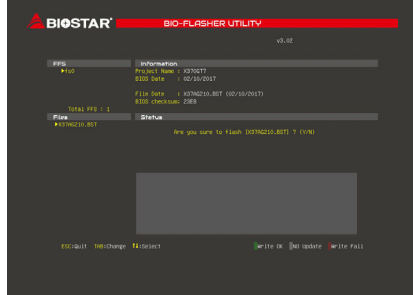 BIOSTAR®
BIO-FLASHER UTILITY
v3.02
FFS
▶fs0
Total FFS : 1
Information
Project Name : X370GT7
BIOS Date : 02/10/2017
File Date : X37AG210.BST (02/10/2017)
BIOS checksum: 23EB
Files
▶X37AG210.BST
Status
Are you sure to flash [X37AG210.BST] ? (Y/N)
ESC:Quit TAB:Change ↑↓:Select
Write OK NO Update Write Fail